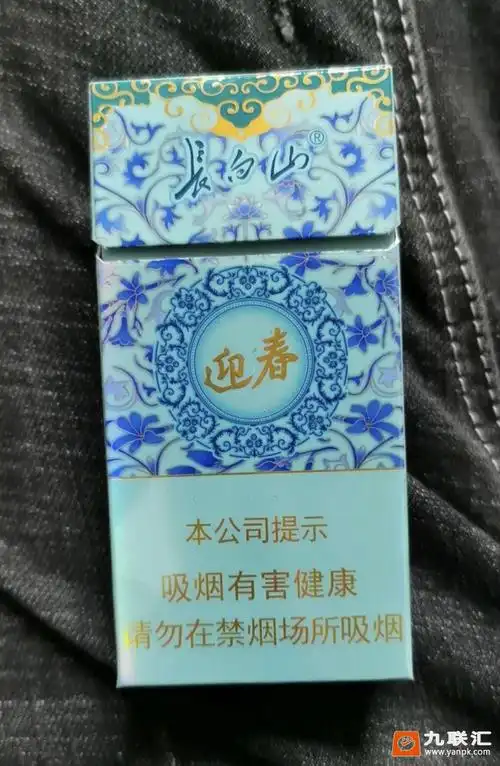 長白山®
迎春
本公司提示
吸烟有害健康
请勿在禁烟场所吸烟
九联汇
www.yanpk.com